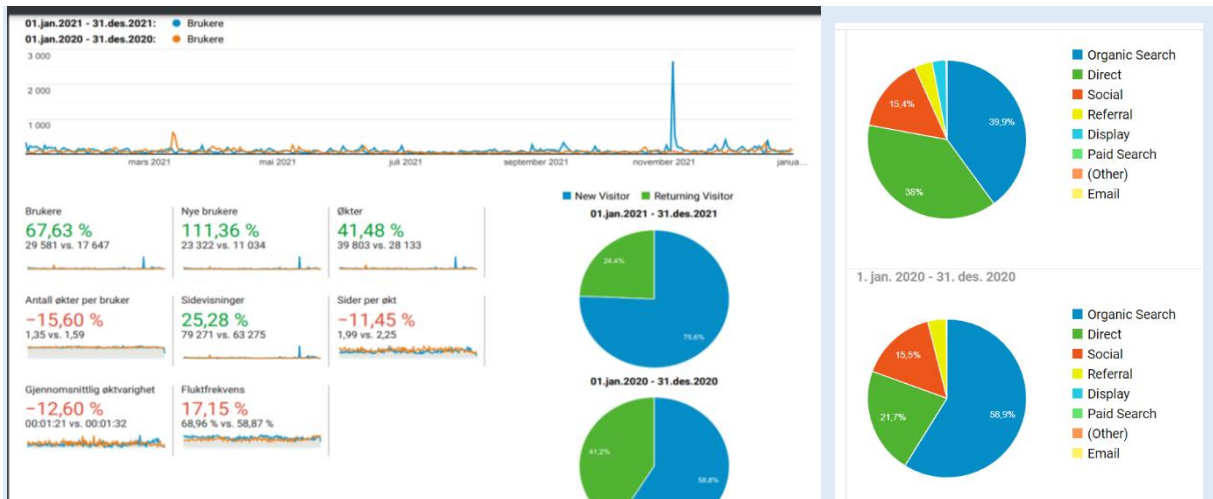 01.jan.2021 - 31.des.2021: Brukere
01.jan.2020 - 31.des.2020: Brukere
3 000
2 000
1 000
mars 2021 mai 2021 juli 2021 september 2021 november 2021 janua...
Brukere
67,63 %
29 581 vs. 17 647
Nye brukere
111,36 %
23 322 vs. 11 034
Økter
41,48 %
39 803 vs. 28 133
Antall økter per bruker
−15,60 %
1,35 vs. 1,59
Sidevisninger
25,28 %
79 271 vs. 63 275
Sider per økt
−11,45 %
1,99 vs. 2,25
Gjennomsnittlig øktvarighet
−12,60 %
00:01:21 vs. 00:01:32
Fluktfrekvens
17,15 %
68,96 % vs. 58,87 %
New Visitor Returning Visitor
01.jan.2021 - 31.des.2021
24,4%
75,6%
01.jan.2020 - 31.des.2020
41,2%
58,8%
15,4%
39,9%
38%
Organic Search
Direct
Social
Referral
Display
Paid Search
(Other)
Email
1. jan. 2020 - 31. des. 2020
15,5%
21,7%
58,9%
Organic Search
Direct
Social
Referral
Display
Paid Search
(Other)
Email